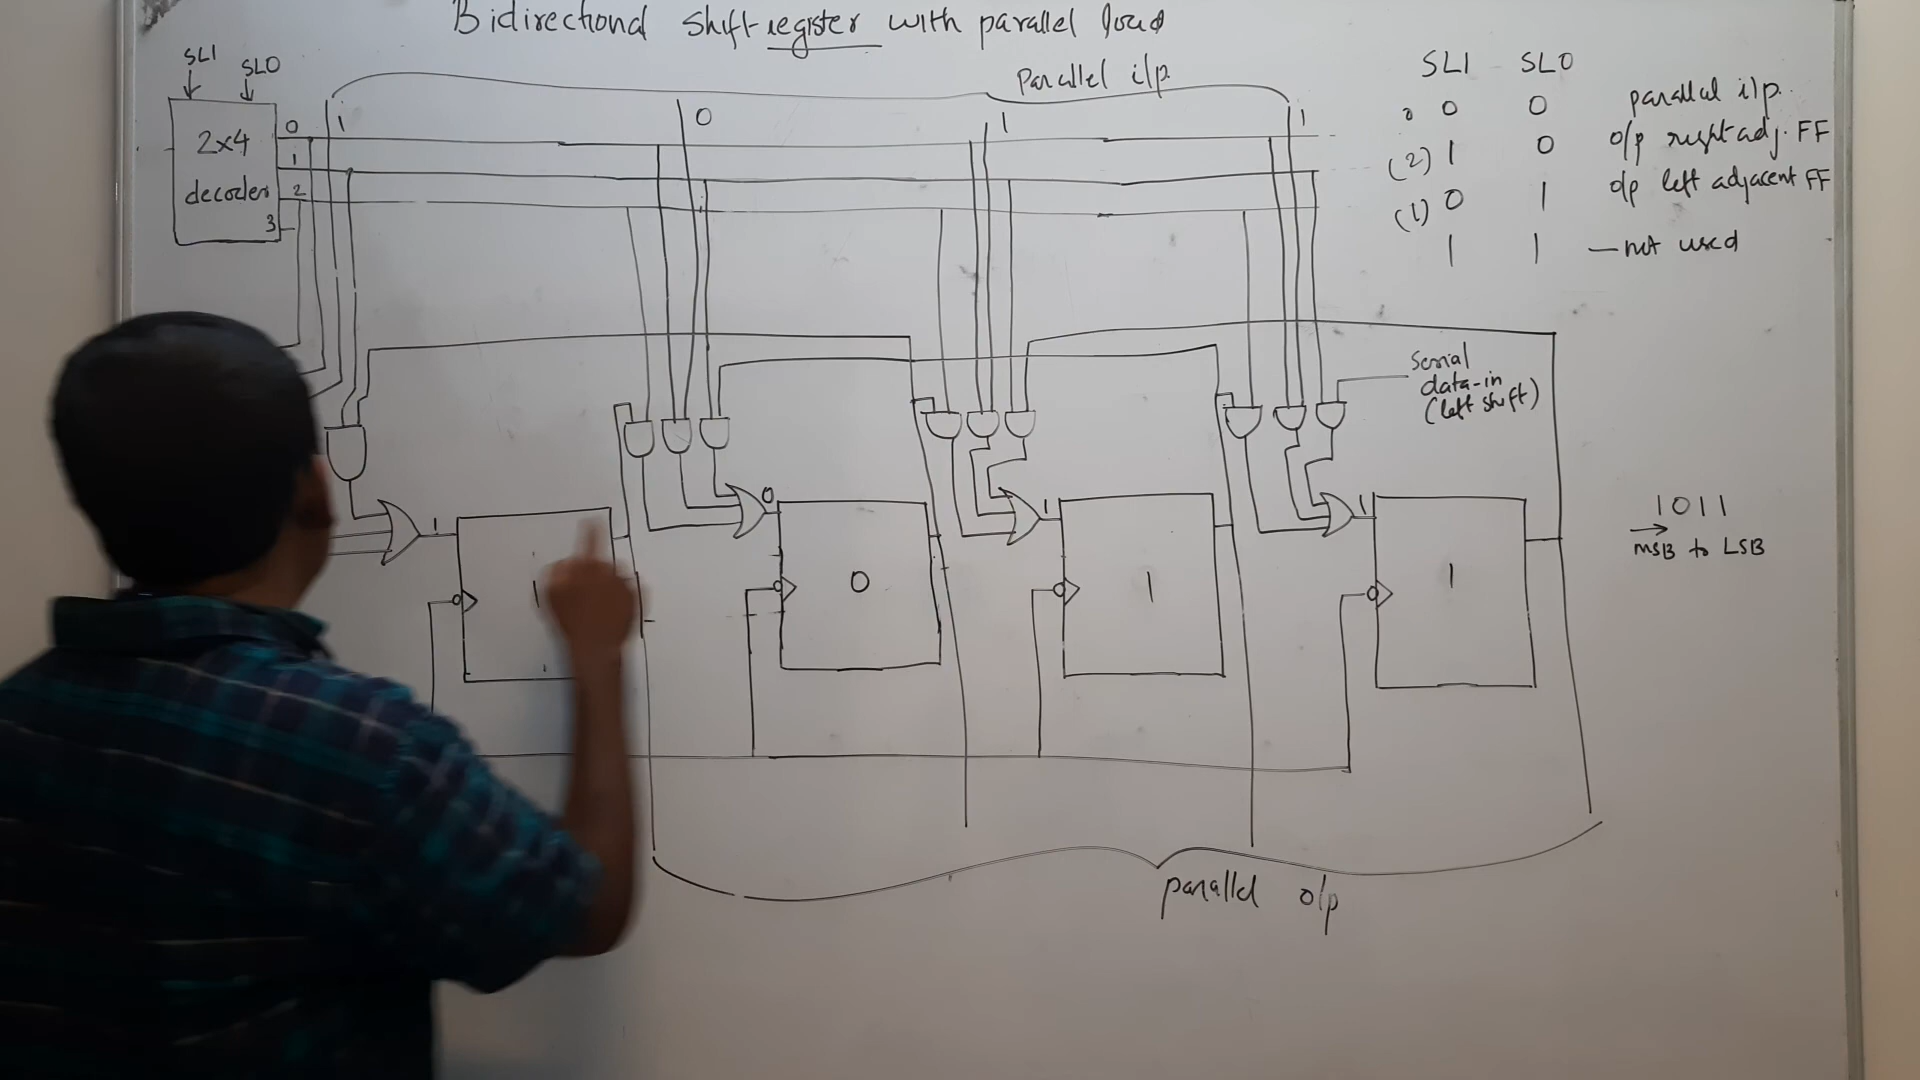 Bidirectional shift register with parallel load
SL1 SL0
2x4
decoder
0
1
2
3
1 0 1 1
Parallel i/p
SL1 SL0
0 0 0 parallel i/p.
(2) 1 0 o/p right adj. FF
(1) 0 1 o/p left adjacent FF
1 1 — not used
Serial
data-in
(left shift)
1 0 1 1
1 0 1 1
1011
MSB to LSB
parallel o/p